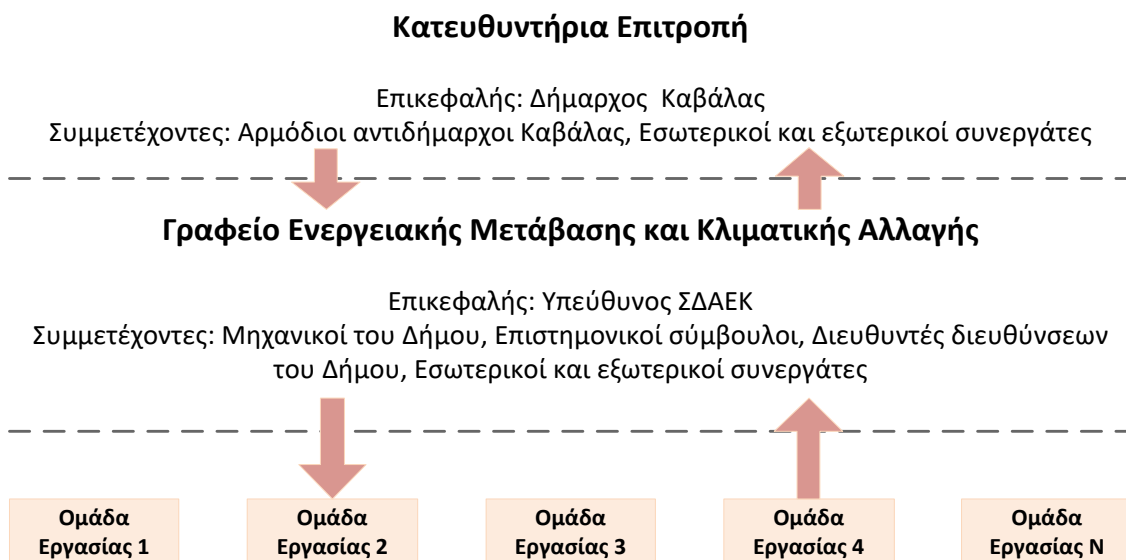 Κατευθυντήρια Επιτροπή
Επικεφαλής: Δήμαρχος Καβάλας
Συμμετέχοντες: Αρμόδιοι αντιδήμαρχοι Καβάλας, Εσωτερικοί και εξωτερικοί συνεργάτες
Γραφείο Ενεργειακής Μετάβασης και Κλιματικής Αλλαγής
Επικεφαλής: Υπεύθυνος ΣΔΑΕΚ
Συμμετέχοντες: Μηχανικοί του Δήμου, Επιστημονικοί σύμβουλοι, Διευθυντές διευθύνσεων
του Δήμου, Εσωτερικοί και εξωτερικοί συνεργάτες
Ομάδα
Εργασίας 1
Ομάδα
Εργασίας 2
Ομάδα
Εργασίας 3
Ομάδα
Εργασίας 4
Ομάδα
Εργασίας Ν